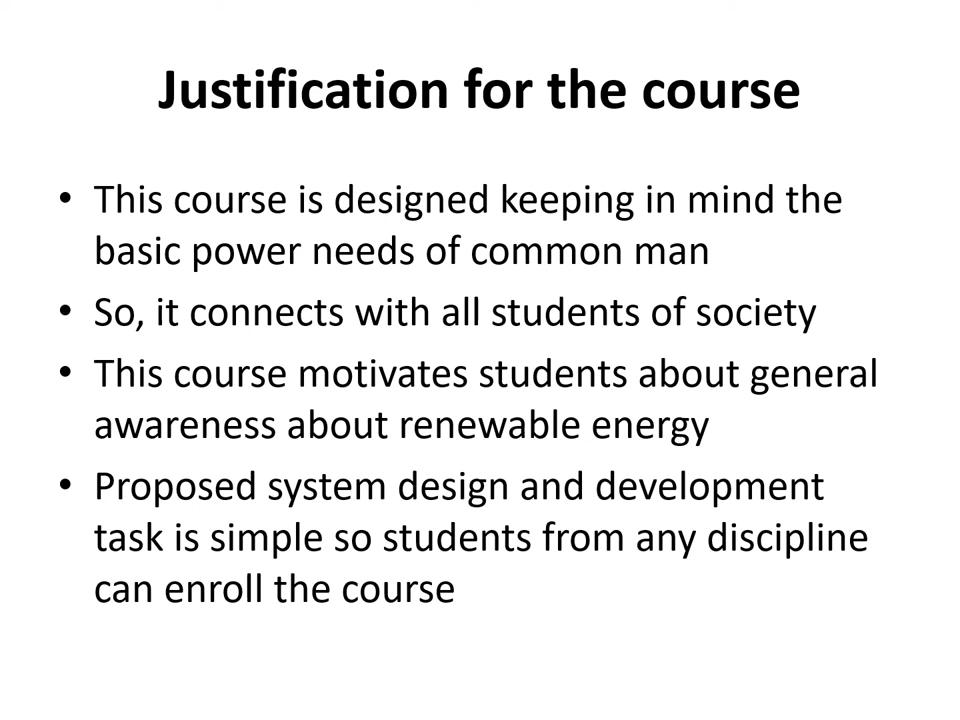 Justification for the course
• This course is designed keeping in mind the
basic power needs of common man
• So, it connects with all students of society
• This course motivates students about general
awareness about renewable energy
• Proposed system design and development
task is simple so students from any discipline
can enroll the course